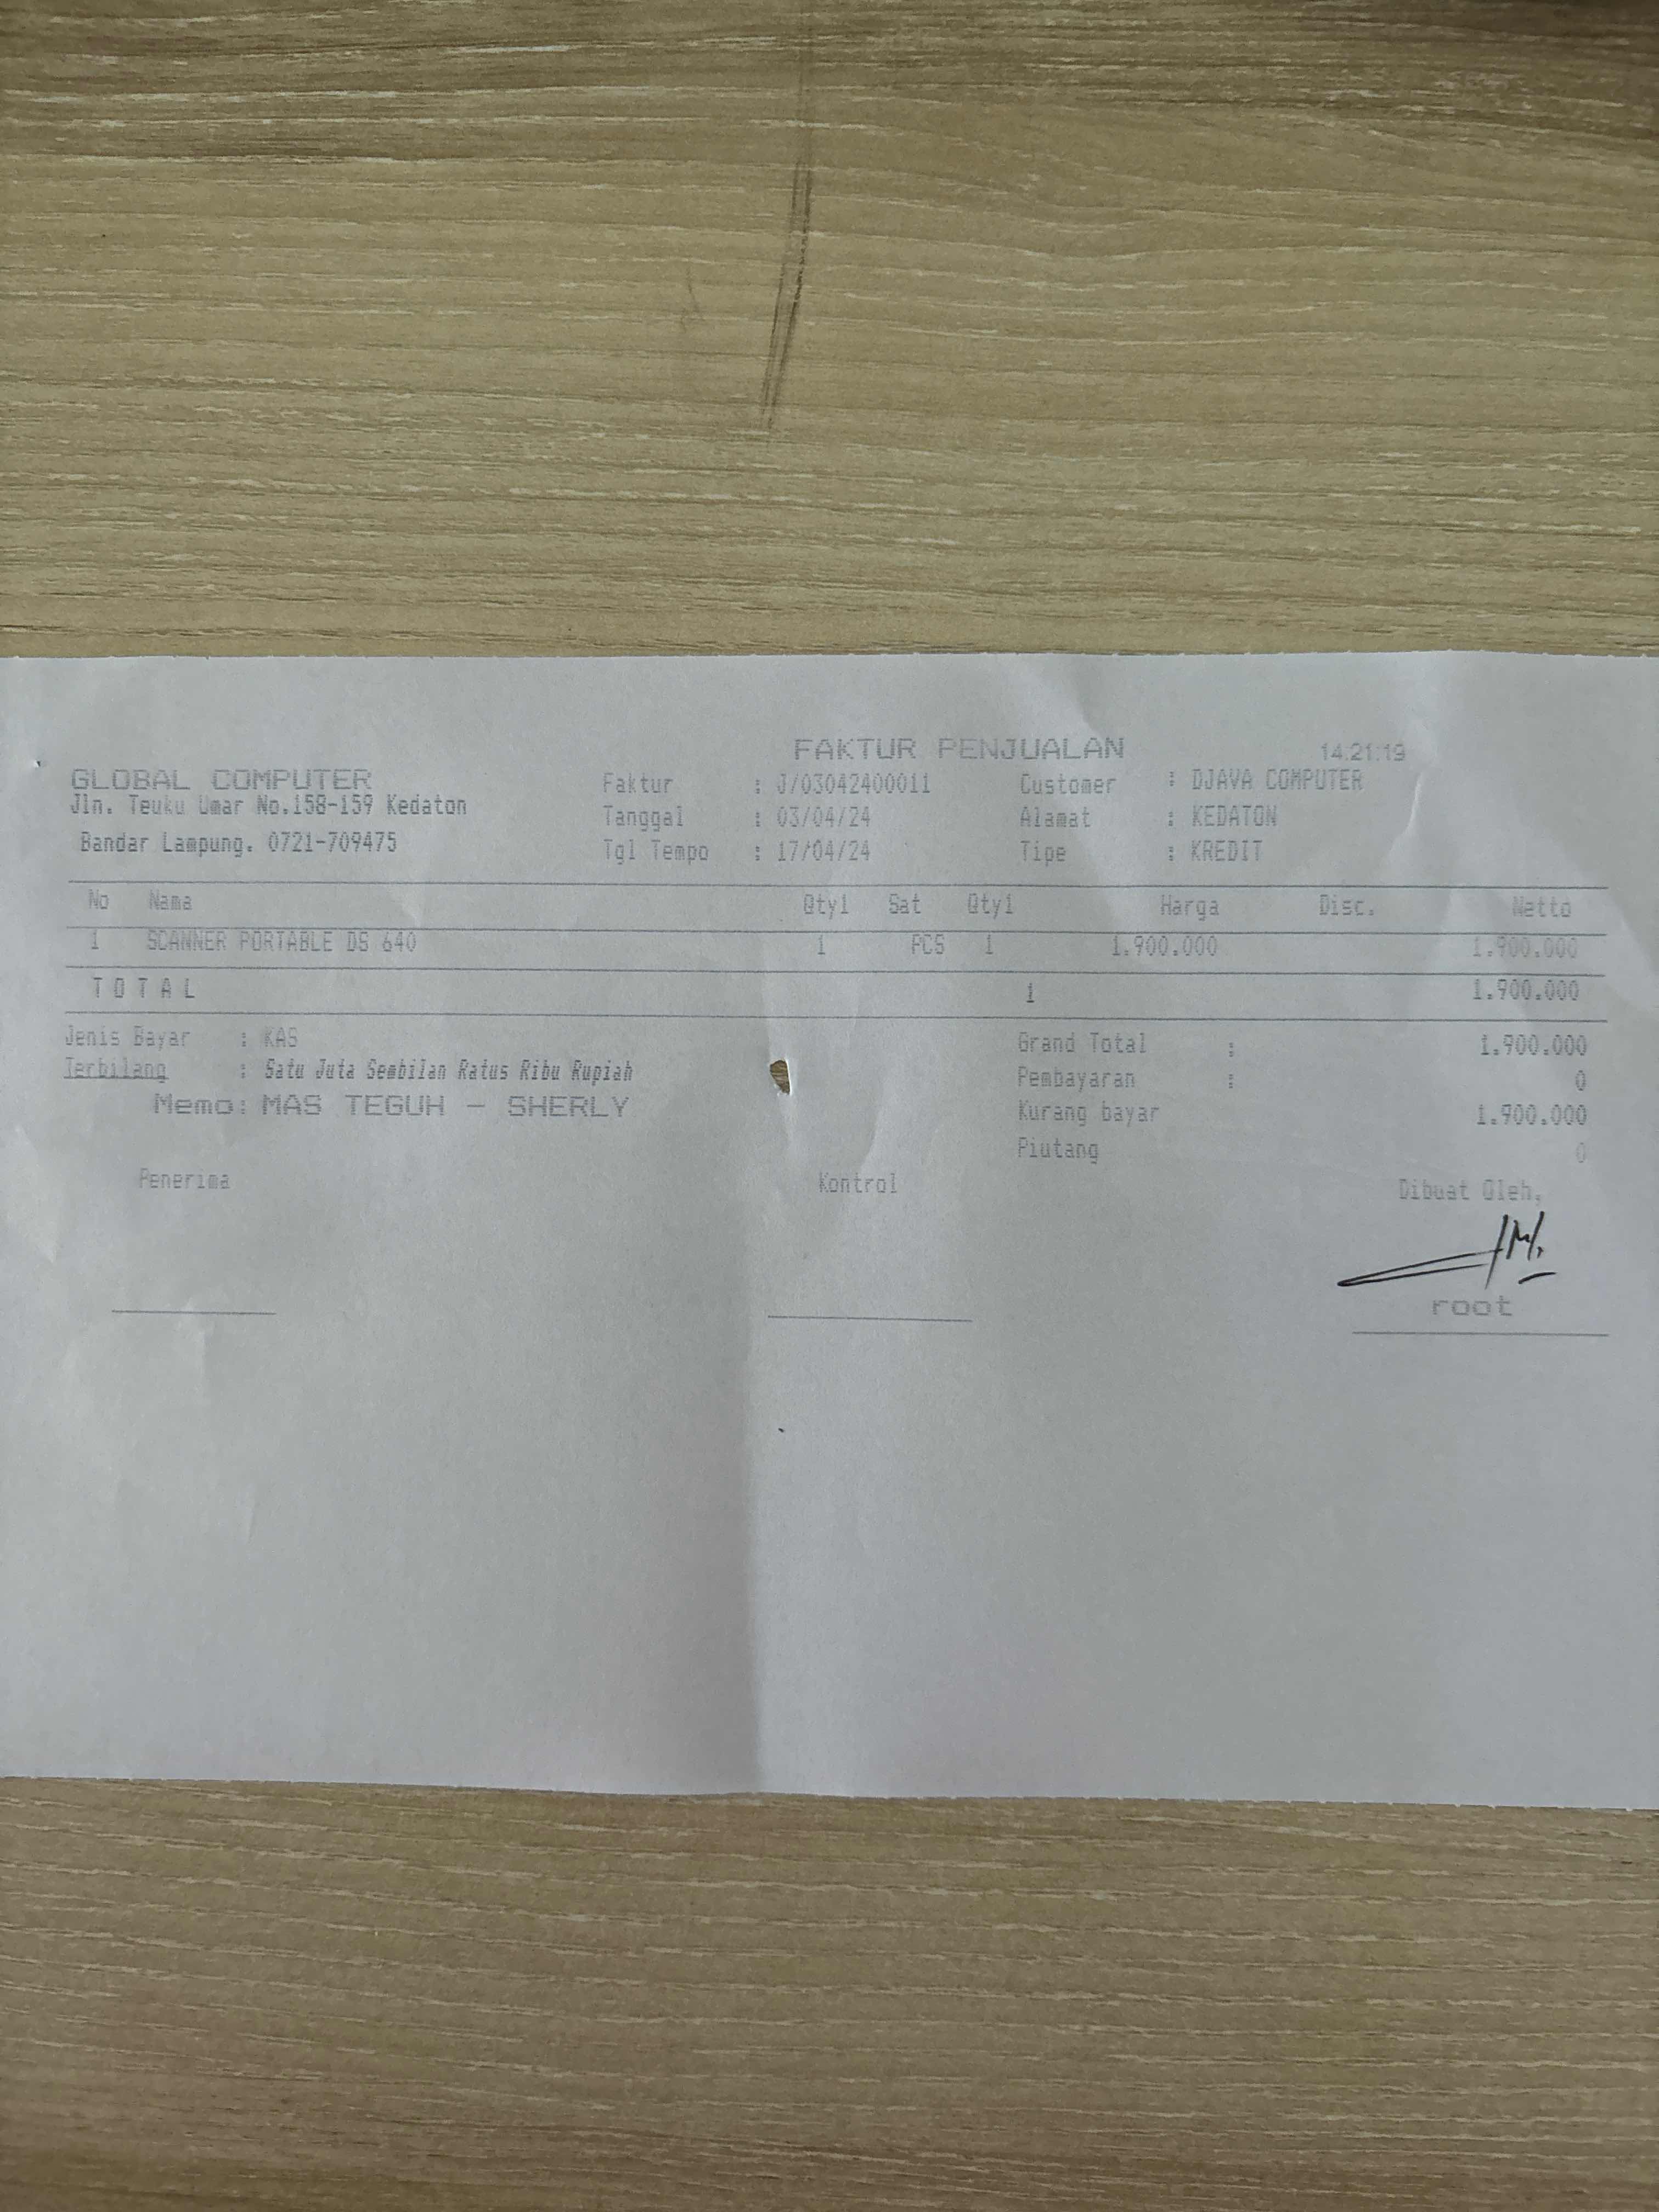 FAKTUR PENJUALAN 14:21:19
GLOBAL COMPUTER
Jln. Teuku Umar No.158-159 Kedaton
Bandar Lampung. 0721-709475
Faktur : J/03042400011
Tanggal : 03/04/24
Tgl Tempo : 17/04/24
Customer : DJAVA COMPUTER
Alamat : KEDATON
Tipe : KREDIT
No Nama Qty1 Sat Qty1 Harga Disc. Netto
1 SCANNER PORTABLE DS 640 1 PCS 1 1.900.000 1.900.000
T O T A L 1 1.900.000
Jenis Bayar : KAS
Terbilang : Satu Juta Sembilan Ratus Ribu Rupiah
Memo: MAS TEGUH - SHERLY
Grand Total : 1.900.000
Pembayaran : 0
Kurang bayar 1.900.000
Piutang 0
Penerima Kontrol Dibuat Oleh,
root